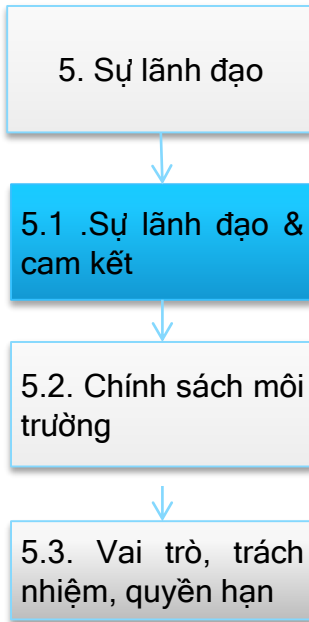 5. Sự lãnh đạo
5.1 .Sự lãnh đạo &
cam kết
5.2. Chính sách môi
trường
5.3. Vai trò, trách
nhiệm, quyền hạn